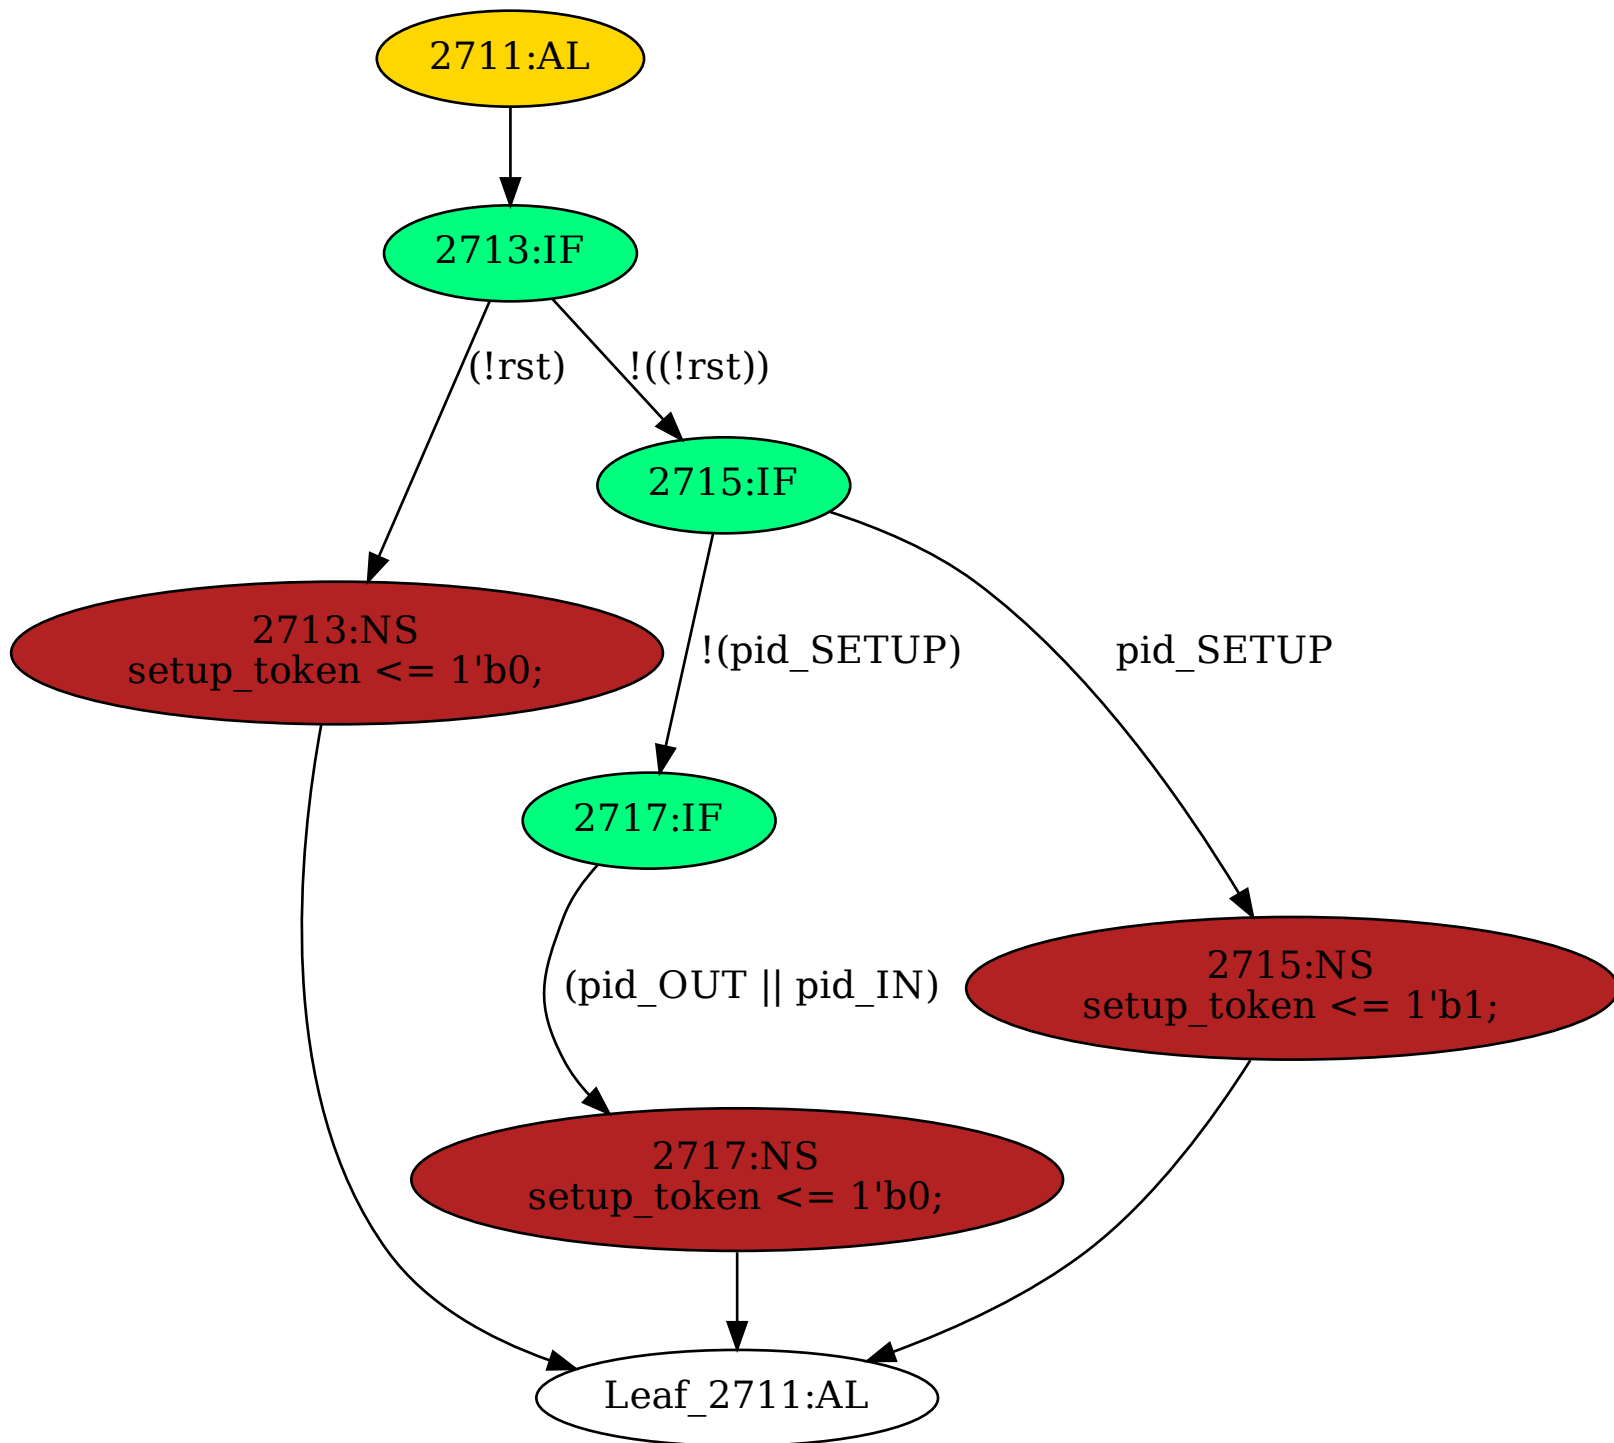 2711:AL
2713:IF
(!rst)
!((!rst))
2715:IF
2713:NS
setup_token <= 1'b0;
!(pid_SETUP)
pid_SETUP
2717:IF
(pid_OUT || pid_IN)
2715:NS
setup_token <= 1'b1;
2717:NS
setup_token <= 1'b0;
Leaf_2711:AL